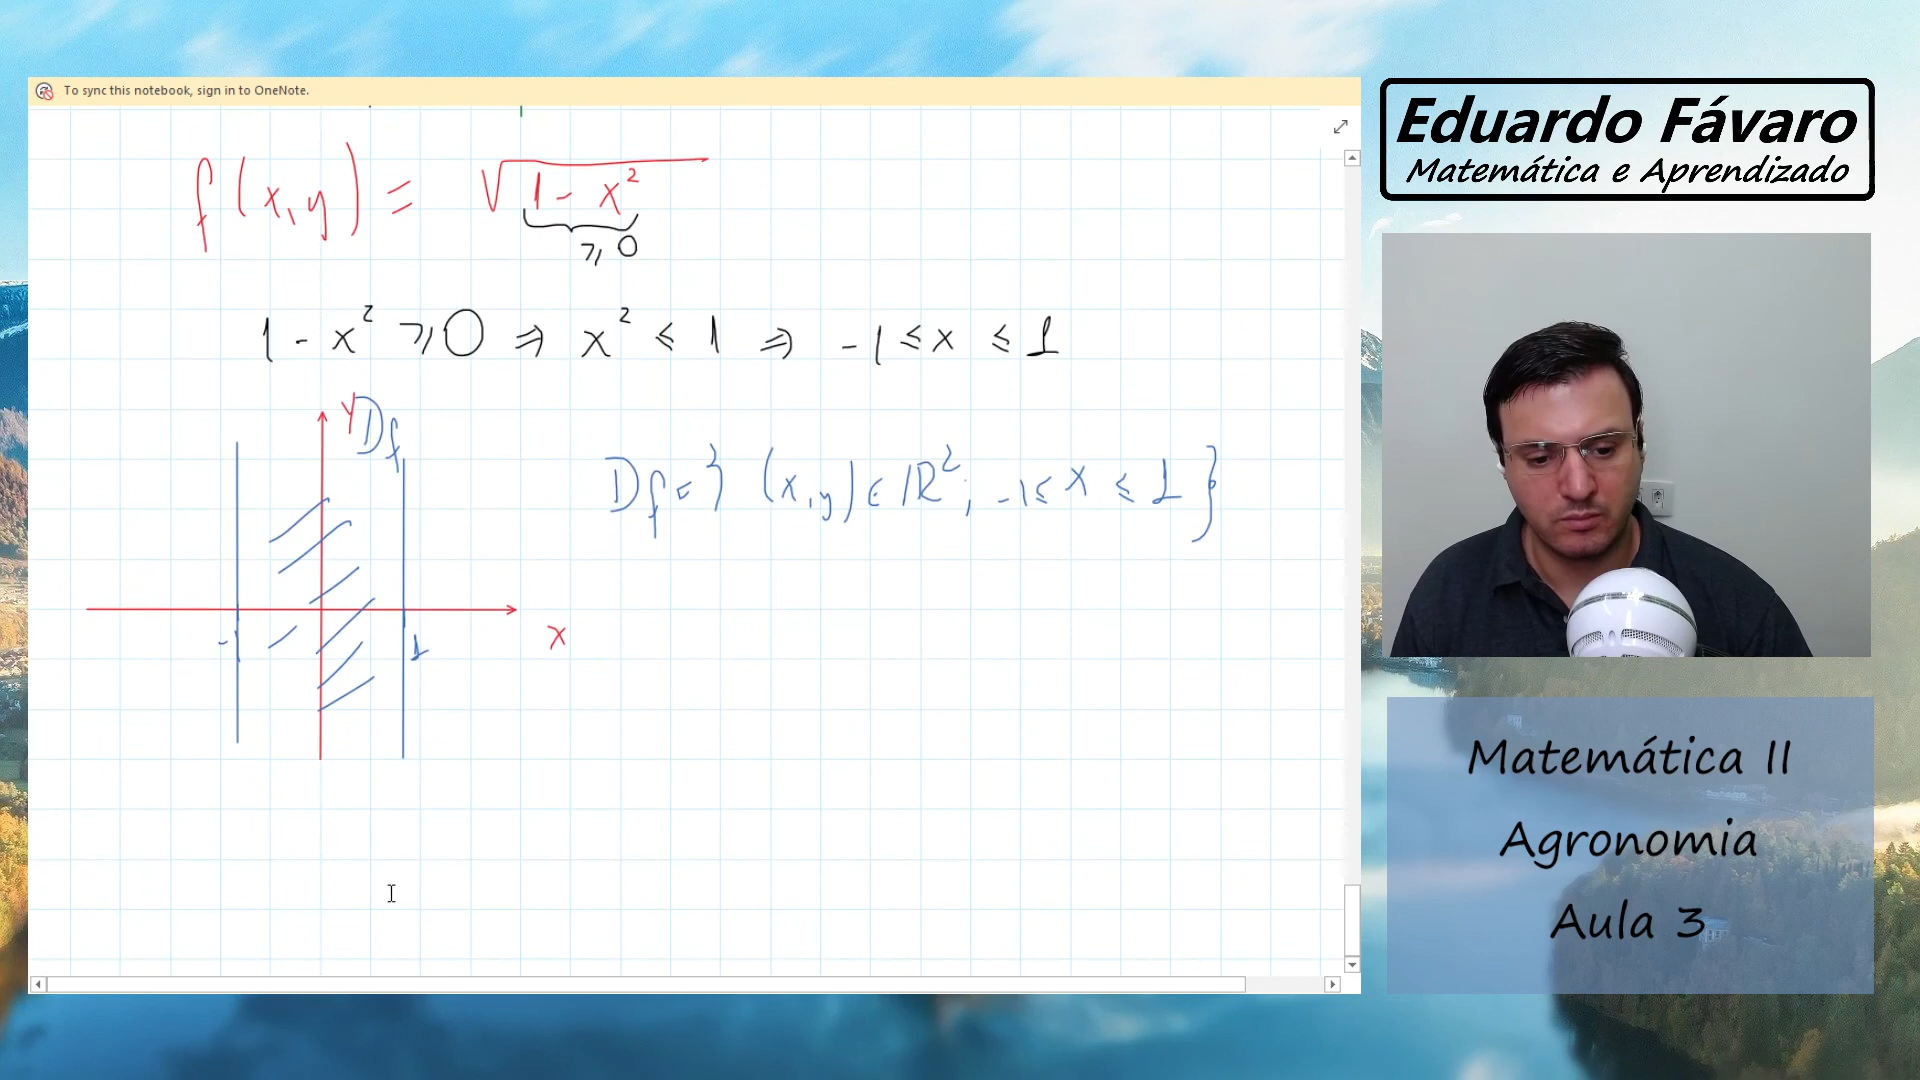 To sync this notebook, sign in to OneNote.
f(x,y) = √(1 - x²)
≥ 0
1 - x² ≥ 0 ⇒ x² ≤ 1 ⇒ -1 ≤ x ≤ 1
y Df
Df = { (x,y) ∈ ℝ²; -1 ≤ x ≤ 1 }
-1 1 x
Eduardo Fávaro
Matemática e Aprendizado
Matemática II
Agronomia
Aula 3